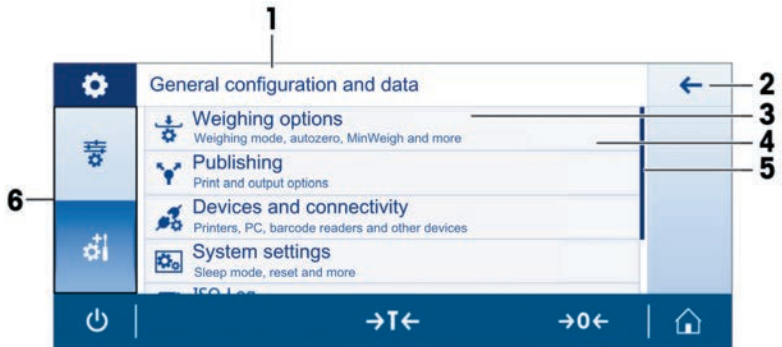 1
General configuration and data
2
Weighing options
3
Weighing mode, autozero, MinWeigh and more
4
Publishing
5
Print and output options
6
Devices and connectivity
Printers, PC, barcode readers and other devices
System settings
Sleep mode, reset and more
ISO-Log
→T← →0←